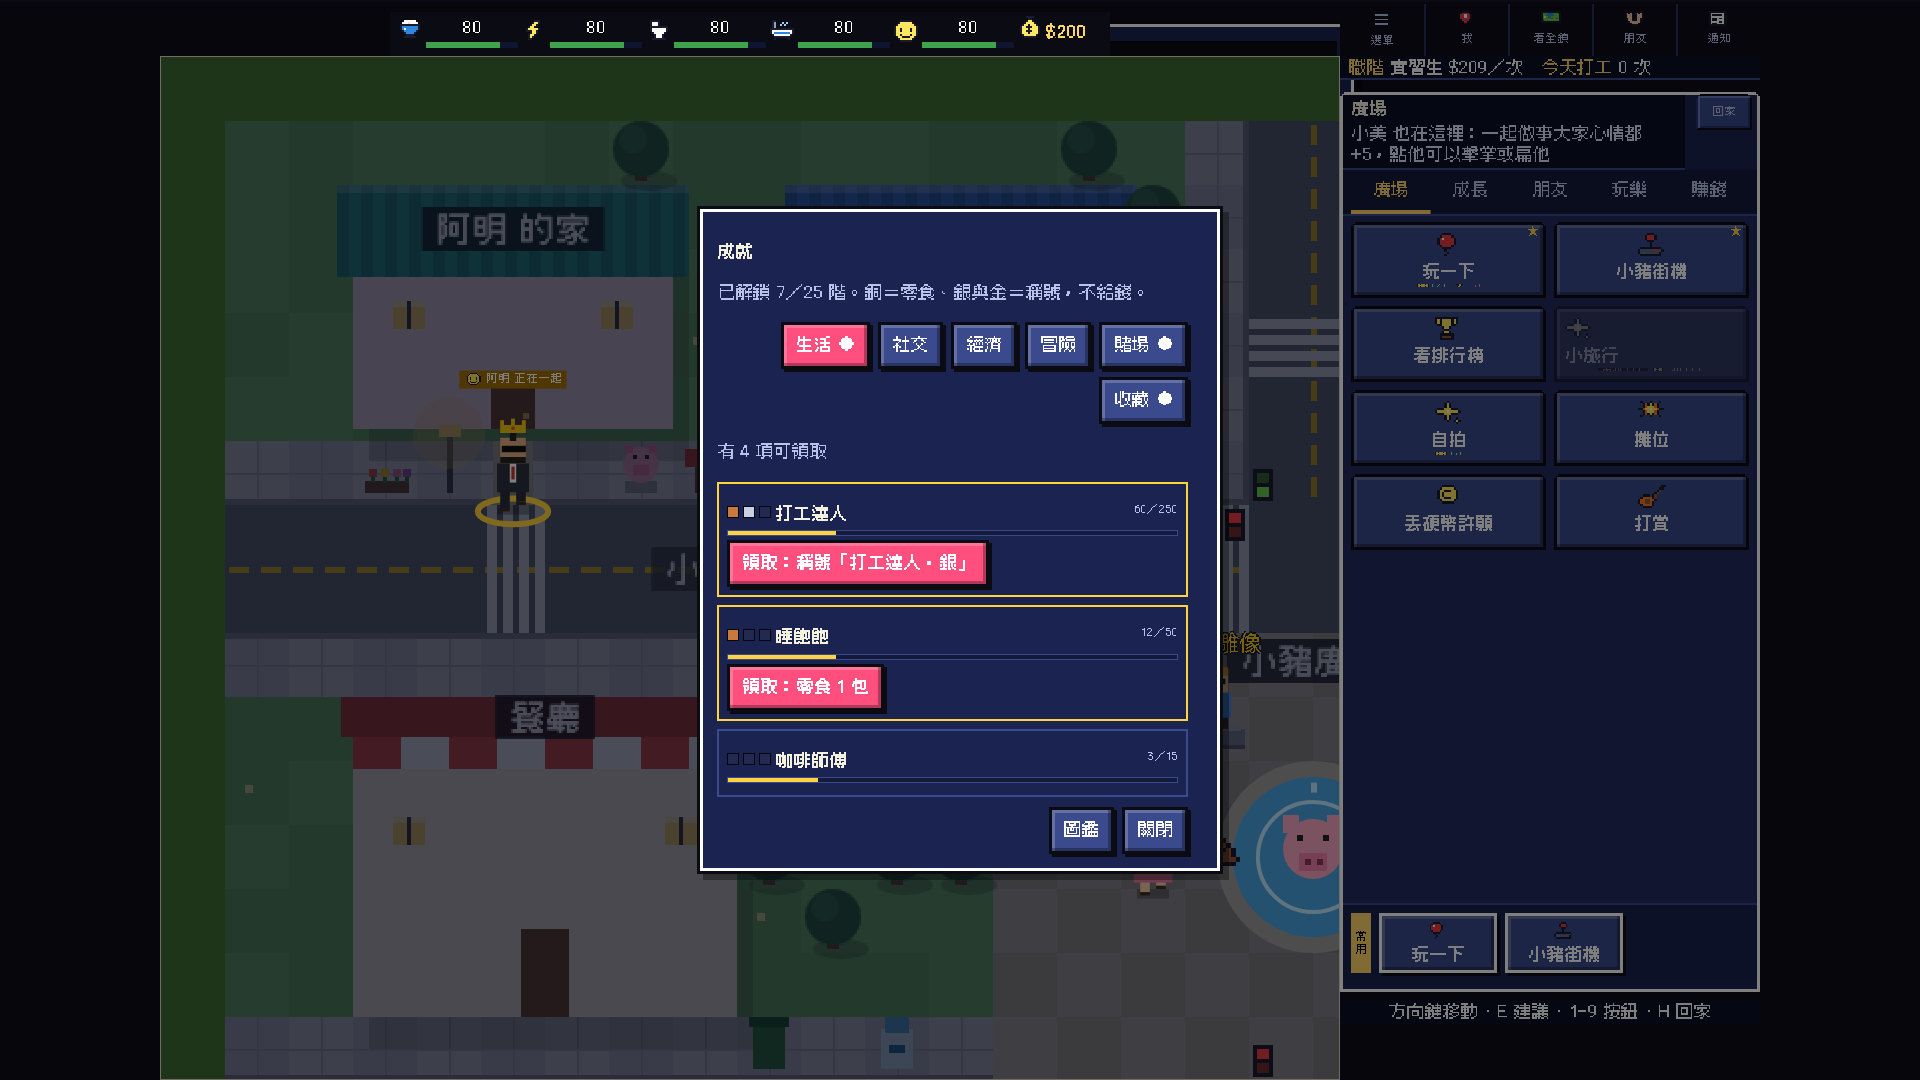 80
80
80
80
80
$200
選單
我
看全鎮
朋友
通知
職階 實習生 $209／次 今天打工 0 次
廣場
回家
小美 也在這裡：一起做事大家心情都
+5，點他可以擊掌或扁他
廣場
成長
朋友
玩樂
賺錢
玩一下
小豬街機
看排行榜
小旅行
自拍
攤位
丟硬幣許願
打賞
常用
玩一下
小豬街機
方向鍵移動 · E 建議 · 1-9 按鈕 · H 回家
阿明 的家
阿明 正在一起
小
餐廳
雕像
小豬廣
成就
已解鎖 7／25 階。銅＝零食、銀與金＝稱號，不給錢。
生活
社交
經濟
冒險
賭場
收藏
有 4 項可領取
打工達人
60／250
領取：稱號「打工達人・銀」
睡飽飽
12／50
領取：零食 1 包
咖啡師傅
3／15
圖鑑
關閉